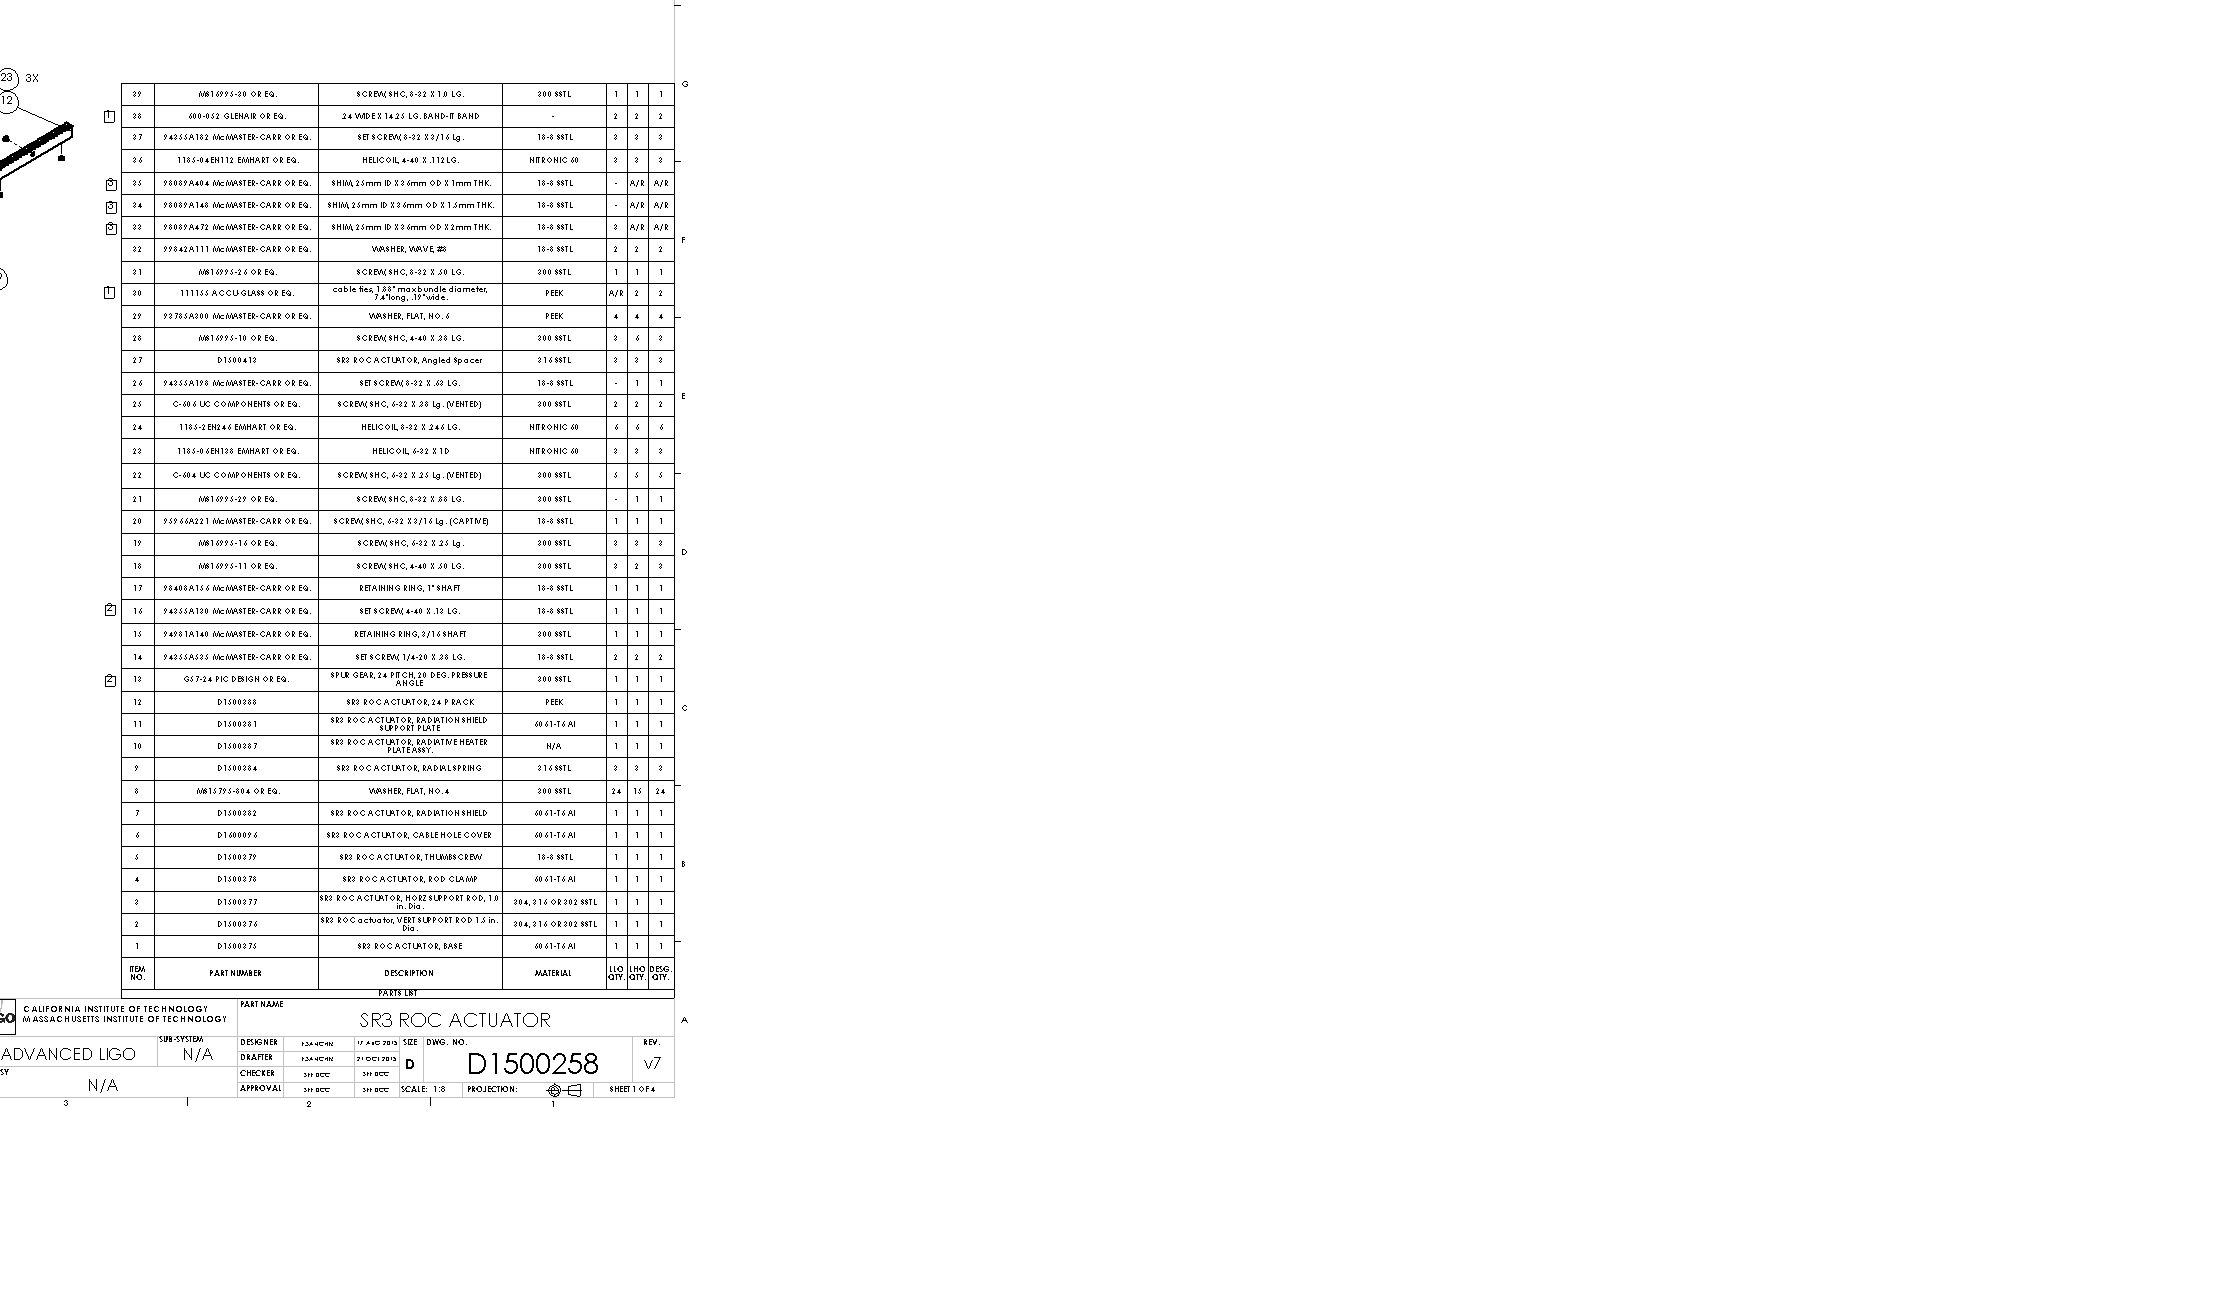 23 3X
12
G
39 MS16995-30 OR EQ. SCREW, SHC, 8-32 X 1.0 LG. 300 SSTL 1 1 1
1 38 600-052 GLENAIR OR EQ. .24 WIDE X 14.25 LG. BAND-IT BAND - 2 2 2
37 94355A182 McMASTER-CARR OR EQ. SET SCREW, 8-32 X 3/16 Lg. 18-8 SSTL 3 3 3
36 1185-04EN112 EMHART OR EQ. HELICOIL, 4-40 X .112 LG. NITRONIC 60 3 3 3
3 35 98089A404 McMASTER-CARR OR EQ. SHIM, 25mm ID X 36mm OD X 1mm THK. 18-8 SSTL - A/R A/R
3 34 98089A148 McMASTER-CARR OR EQ. SHIM, 25mm ID X 36mm OD X 1.5mm THK. 18-8 SSTL - A/R A/R
3 33 98089A472 McMASTER-CARR OR EQ. SHIM, 25mm ID X 36mm OD X 2mm THK. 18-8 SSTL 3 A/R A/R
F
32 99842A111 McMASTER-CARR OR EQ. WASHER, WAVE, #8 18-8 SSTL 2 2 2
31 MS16995-26 OR EQ. SCREW, SHC, 8-32 X .50 LG. 300 SSTL 1 1 1
1 30 111155 ACCU-GLASS OR EQ. cable ties, 1.88" max bundle diameter, 7.4"long, .19"wide. PEEK A/R 2 2
29 93785A300 McMASTER-CARR OR EQ. WASHER, FLAT, NO. 6 PEEK 4 4 4
28 MS16995-10 OR EQ. SCREW, SHC, 4-40 X .38 LG. 300 SSTL 3 6 3
27 D1500413 SR3 ROC ACTUATOR, Angled Spacer 316 SSTL 3 3 3
26 94355A198 McMASTER-CARR OR EQ. SET SCREW, 8-32 X .63 LG. 18-8 SSTL - 1 1
E
25 C-606 UC COMPONENTS OR EQ. SCREW, SHC, 6-32 X .38 Lg. (VENTED) 300 SSTL 2 2 2
24 1185-2EN246 EMHART OR EQ. HELICOIL, 8-32 X .246 LG. NITRONIC 60 6 6 6
23 1185-06EN138 EMHART OR EQ. HELICOIL, 6-32 X 1D NITRONIC 60 3 3 3
22 C-604 UC COMPONENTS OR EQ. SCREW, SHC, 6-32 X .25 Lg. (VENTED) 300 SSTL 5 5 5
21 MS16995-29 OR EQ. SCREW, SHC, 8-32 X .88 LG. 300 SSTL - 1 1
20 95966A221 McMASTER-CARR OR EQ. SCREW, SHC, 6-32 X 3/16 Lg. (CAPTIVE) 18-8 SSTL 1 1 1
19 MS16995-16 OR EQ. SCREW, SHC, 6-32 X .25 Lg. 300 SSTL 3 3 3
D
18 MS16995-11 OR EQ. SCREW, SHC, 4-40 X .50 LG. 300 SSTL 3 2 3
17 98408A156 McMASTER-CARR OR EQ. RETAINING RING, 1" SHAFT 18-8 SSTL 1 1 1
2 16 94355A130 McMASTER-CARR OR EQ. SET SCREW, 4-40 X .13 LG. 18-8 SSTL 1 1 1
15 94981A140 McMASTER-CARR OR EQ. RETAINING RING, 3/16 SHAFT 300 SSTL 1 1 1
14 94355A535 McMASTER-CARR OR EQ. SET SCREW, 1/4-20 X .38 LG. 18-8 SSTL 2 2 2
2 13 GS7-24 PIC DESIGN OR EQ. SPUR GEAR, 24 PITCH, 20 DEG. PRESSURE ANGLE 300 SSTL 1 1 1
12 D1500388 SR3 ROC ACTUATOR, 24 P RACK PEEK 1 1 1
C
11 D1500381 SR3 ROC ACTUATOR, RADIATION SHIELD SUPPORT PLATE 6061-T6 Al 1 1 1
10 D1500387 SR3 ROC ACTUATOR, RADIATIVE HEATER PLATE ASSY. N/A 1 1 1
9 D1500384 SR3 ROC ACTUATOR, RADIAL SPRING 316 SSTL 3 3 3
8 MS15795-804 OR EQ. WASHER, FLAT, NO. 4 300 SSTL 24 15 24
7 D1500382 SR3 ROC ACTUATOR, RADIATION SHIELD 6061-T6 Al 1 1 1
6 D1600096 SR3 ROC ACTUATOR, CABLE HOLE COVER 6061-T6 Al 1 1 1
5 D1500379 SR3 ROC ACTUATOR, THUMBSCREW 18-8 SSTL 1 1 1
B
4 D1500378 SR3 ROC ACTUATOR, ROD CLAMP 6061-T6 Al 1 1 1
3 D1500377 SR3 ROC ACTUATOR, HORZ SUPPORT ROD, 1.0 in. Dia. 304, 316 OR 302 SSTL 1 1 1
2 D1500376 SR3 ROC actuator, VERT SUPPORT ROD 1.5 in. Dia. 304, 316 OR 302 SSTL 1 1 1
1 D1500375 SR3 ROC ACTUATOR, BASE 6061-T6 Al 1 1 1
ITEM NO. PART NUMBER DESCRIPTION MATERIAL LLO QTY. LHO QTY. DESG. QTY.
PARTS LIST
CALIFORNIA INSTITUTE OF TECHNOLOGY
MASSACHUSETTS INSTITUTE OF TECHNOLOGY
PART NAME
SR3 ROC ACTUATOR
A
ADVANCED LIGO
SUB-SYSTEM
N/A
SY
N/A
DESIGNER 17 AUG 2015
DRAFTER 21 OCT 2015
CHECKER SEE DCC SEE DCC
APPROVAL SEE DCC SEE DCC
SIZE
D
DWG. NO.
D1500258
REV.
v7
SCALE: 1:8 PROJECTION: SHEET 1 OF 4
3 2 1